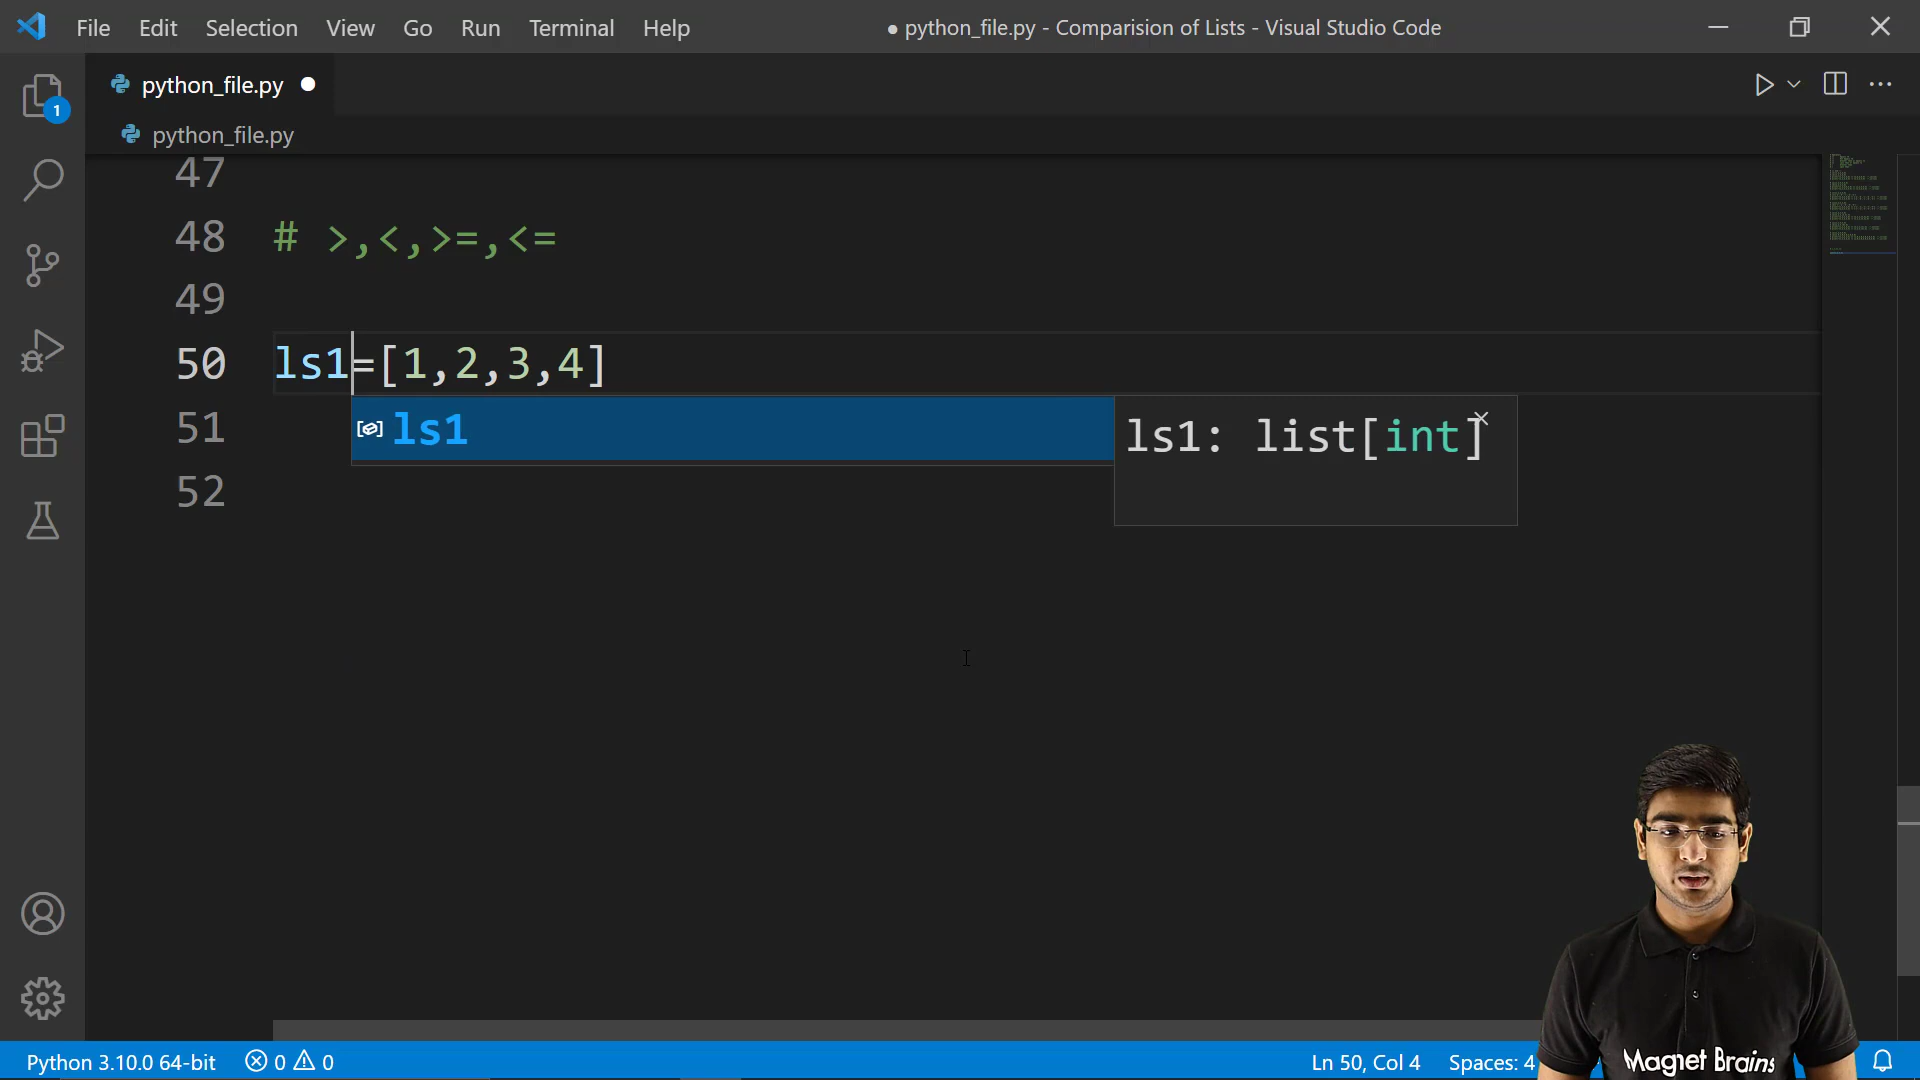 File Edit Selection View Go Run Terminal Help ● python_file.py - Comparision of Lists - Visual Studio Code
python_file.py ●
python_file.py
1
47
48 # >,<,>=,<=
49
50 ls1=[1,2,3,4]
51 ls1 ls1: list[int]
52
Python 3.10.0 64-bit 0 0 Ln 50, Col 4 Spaces: 4
Magnet Brains